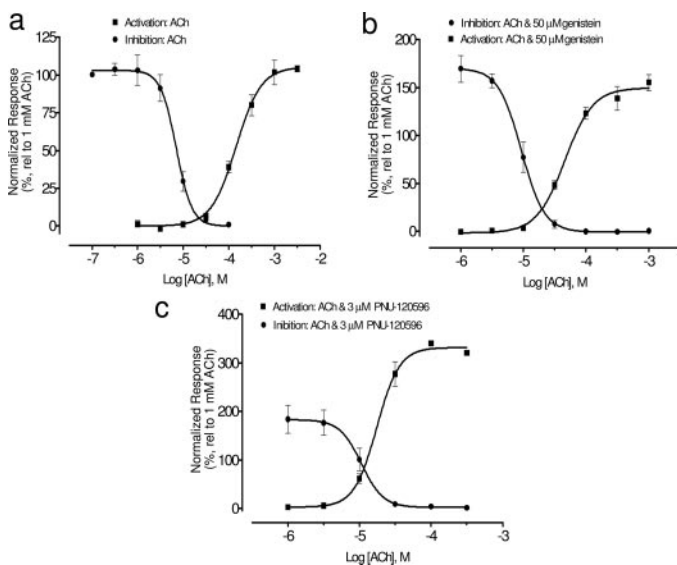 a
Activation: ACh
Inhibition: ACh
Normalized Response
(%, rel to 1 mM ACh)
125
100
75
50
25
0
-7 -6 -5 -4 -3 -2
Log [ACh], M
b
Inhibition: ACh & 50 μM genistein
Activation: ACh & 50 μM genistein
Normalized Response
(%, rel to 1 mM ACh)
200
150
100
50
0
-6 -5 -4 -3
Log [ACh], M
c
Activation: ACh & 3 μM PNU-120596
Inibition: ACh & 3 μM PNU-120596
Normalized Response
(%, rel to 1 mM ACh)
400
300
200
100
0
-6 -5 -4 -3
Log [ACh], M